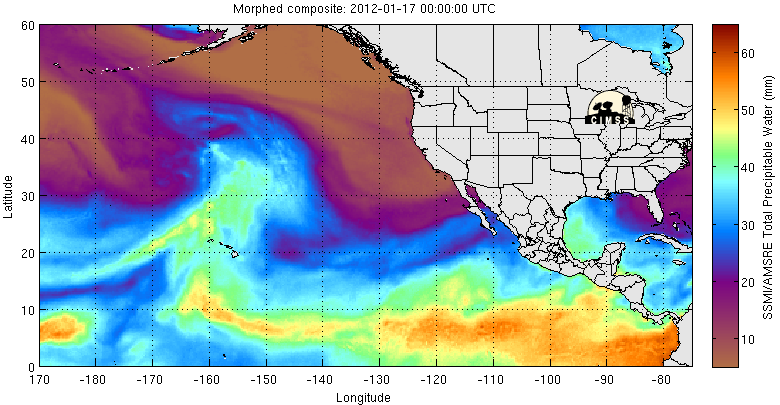 Morphed composite: 2012-01-17 00:00:00 UTC
60
50
40
30
20
10
0
Latitude
170 -180 -170 -160 -150 -140 -130 -120 -110 -100 -90 -80
Longitude
CIMSS
60
50
40
30
20
10
SSMI/AMSRE Total Precipitable Water (mm)